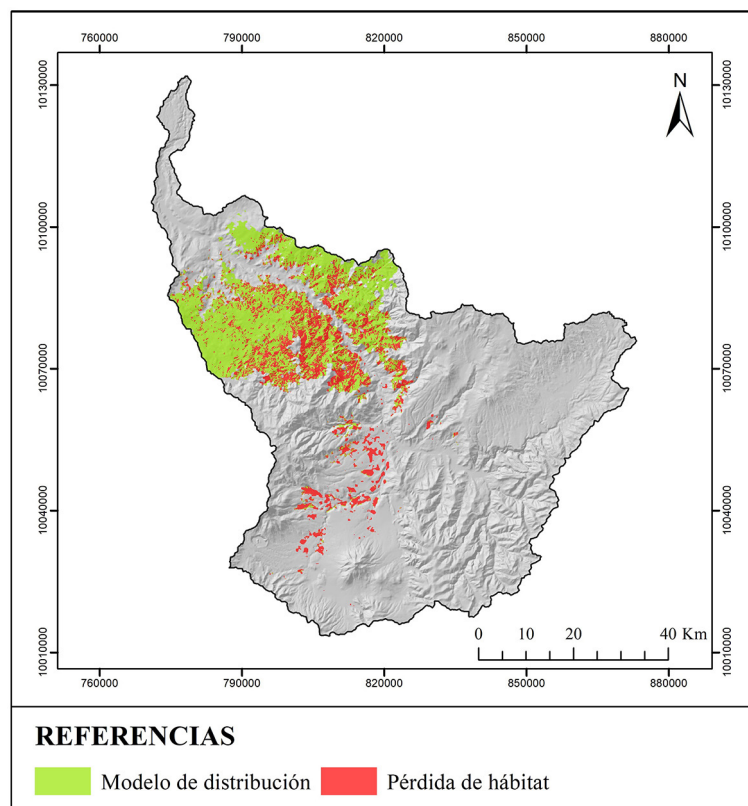 760000 790000 820000 850000 880000
10130000 10130000
N
10100000 10100000
10070000 10070000
10040000 10040000
0 10 20 40 Km
10010000 10010000
760000 790000 820000 850000 880000
REFERENCIAS
Modelo de distribución Pérdida de hábitat